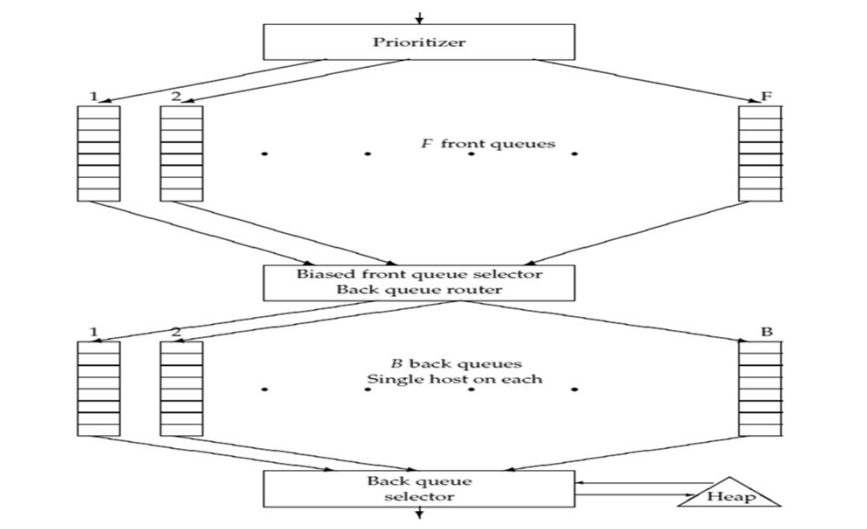 Prioritizer
1
2
F
F front queues
Biased front queue selector
Back queue router
1
2
B
B back queues
Single host on each
Back queue
selector
Heap